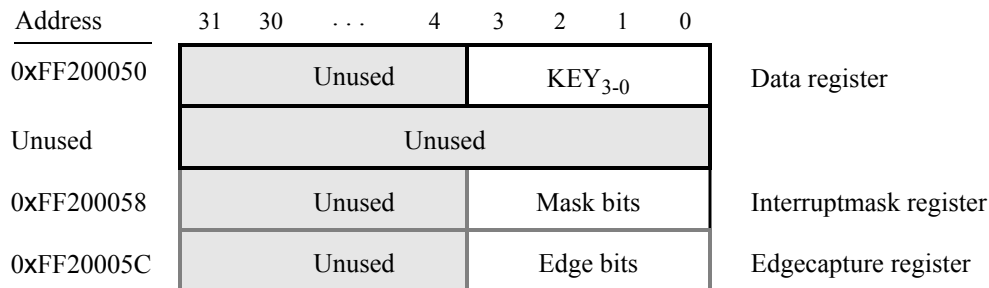 Address 31 30 . . . 4 3 2 1 0
0xFF200050 Unused KEY3-0 Data register
Unused Unused
0xFF200058 Unused Mask bits Interruptmask register
0xFF20005C Unused Edge bits Edgecapture register